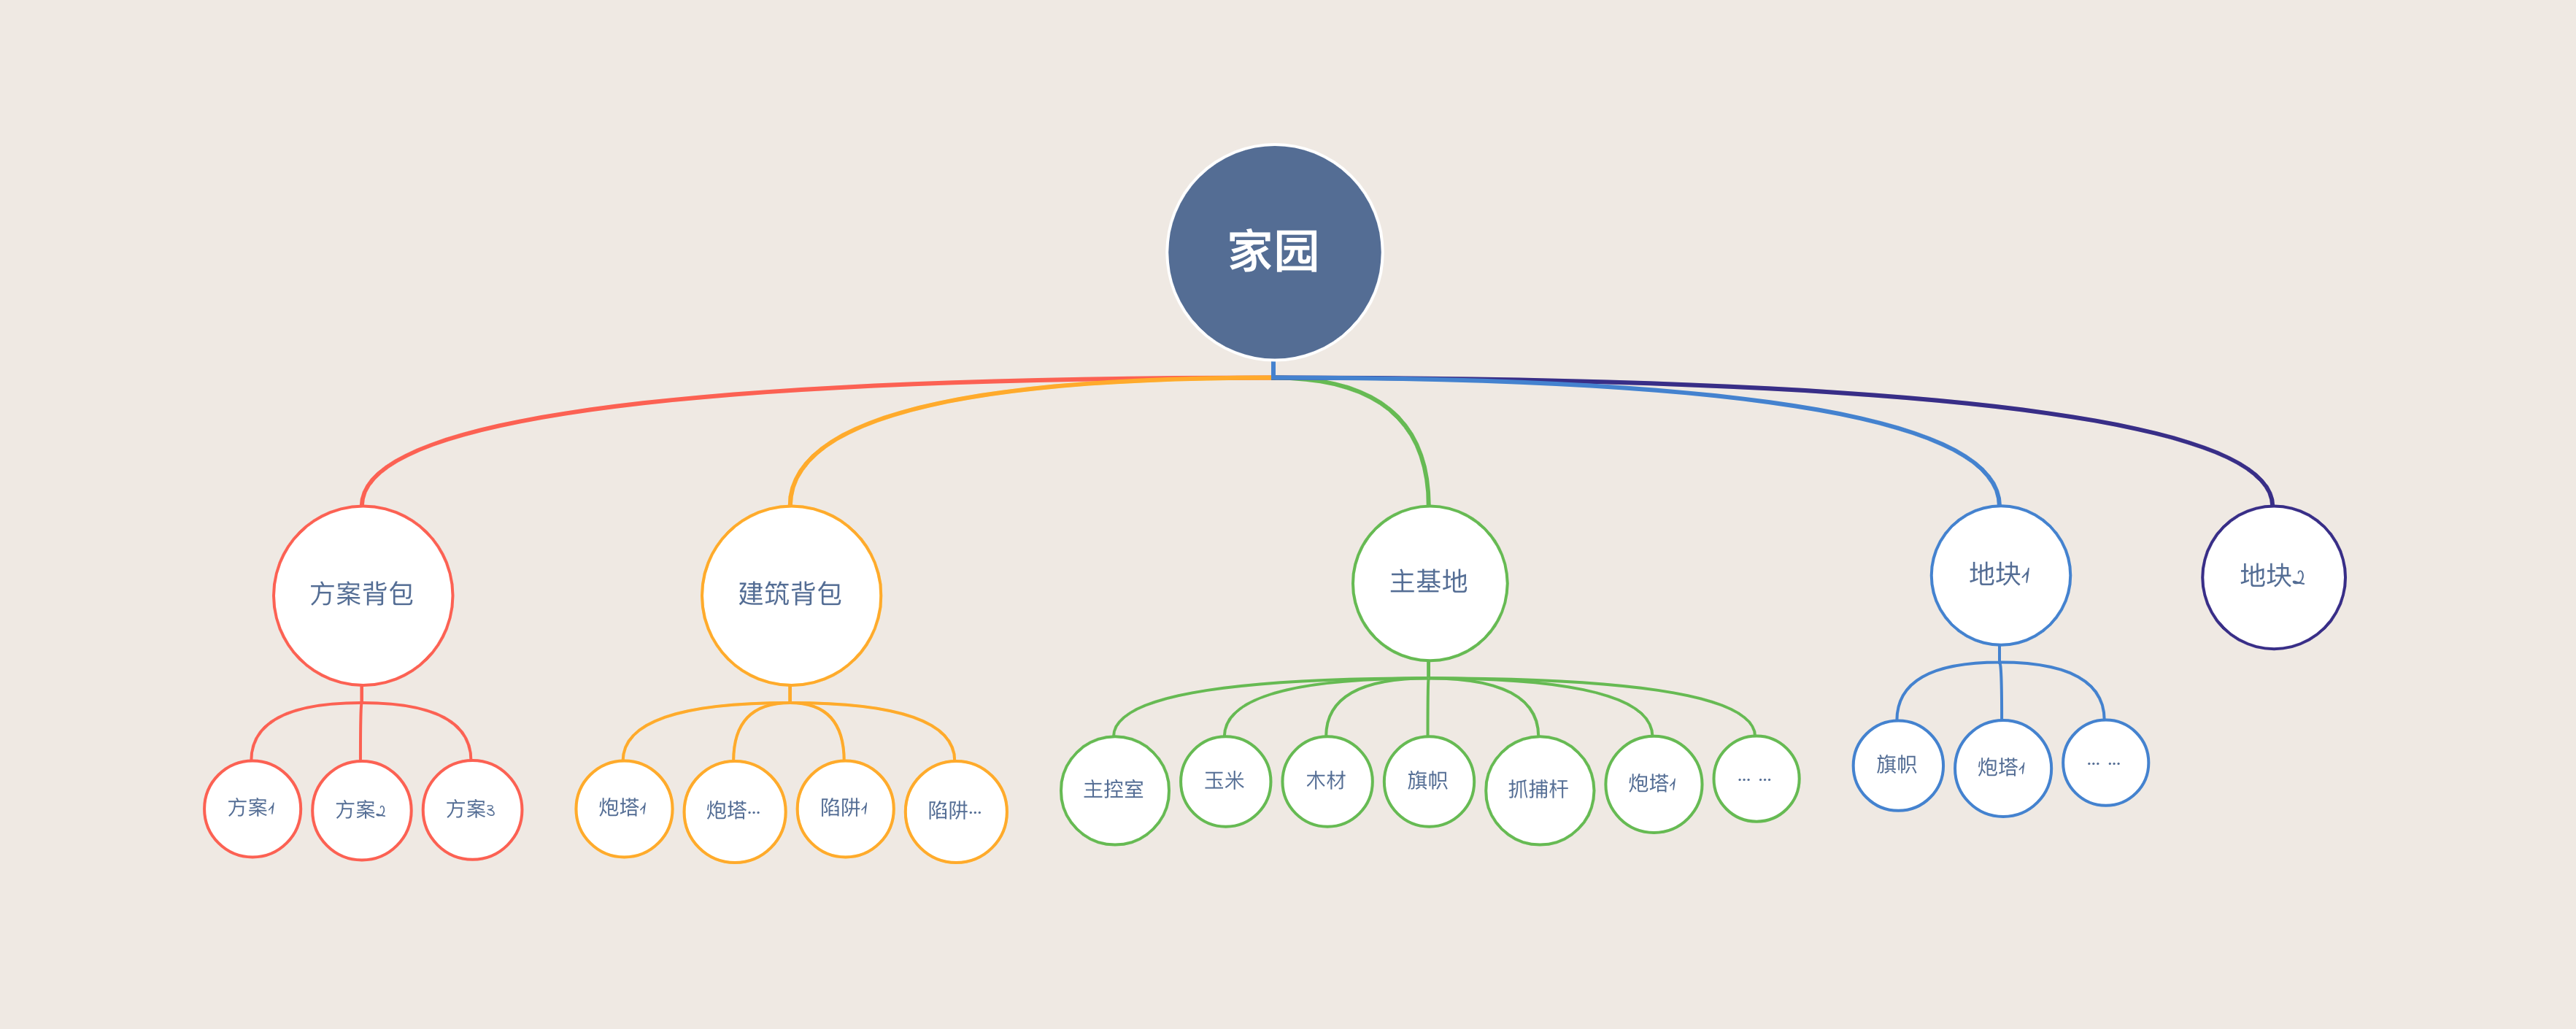 家园
方案背包
建筑背包
主基地
地块1
地块2
方案1
方案2
方案3
炮塔1
炮塔...
陷阱1
陷阱...
主控室
玉米
木材
旗帜
抓捕杆
炮塔1
... ...
旗帜
炮塔1
... ...